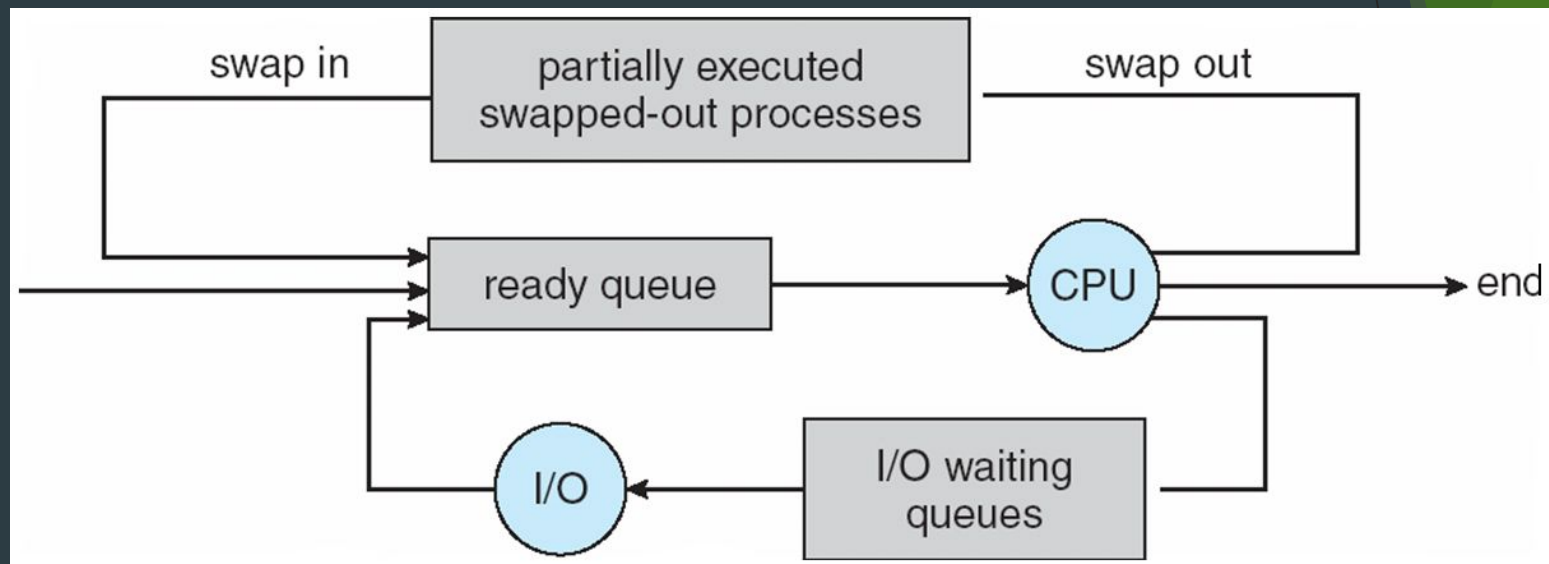 swap in
partially executed
swapped-out processes
swap out
ready queue
CPU
end
I/O
I/O waiting
queues